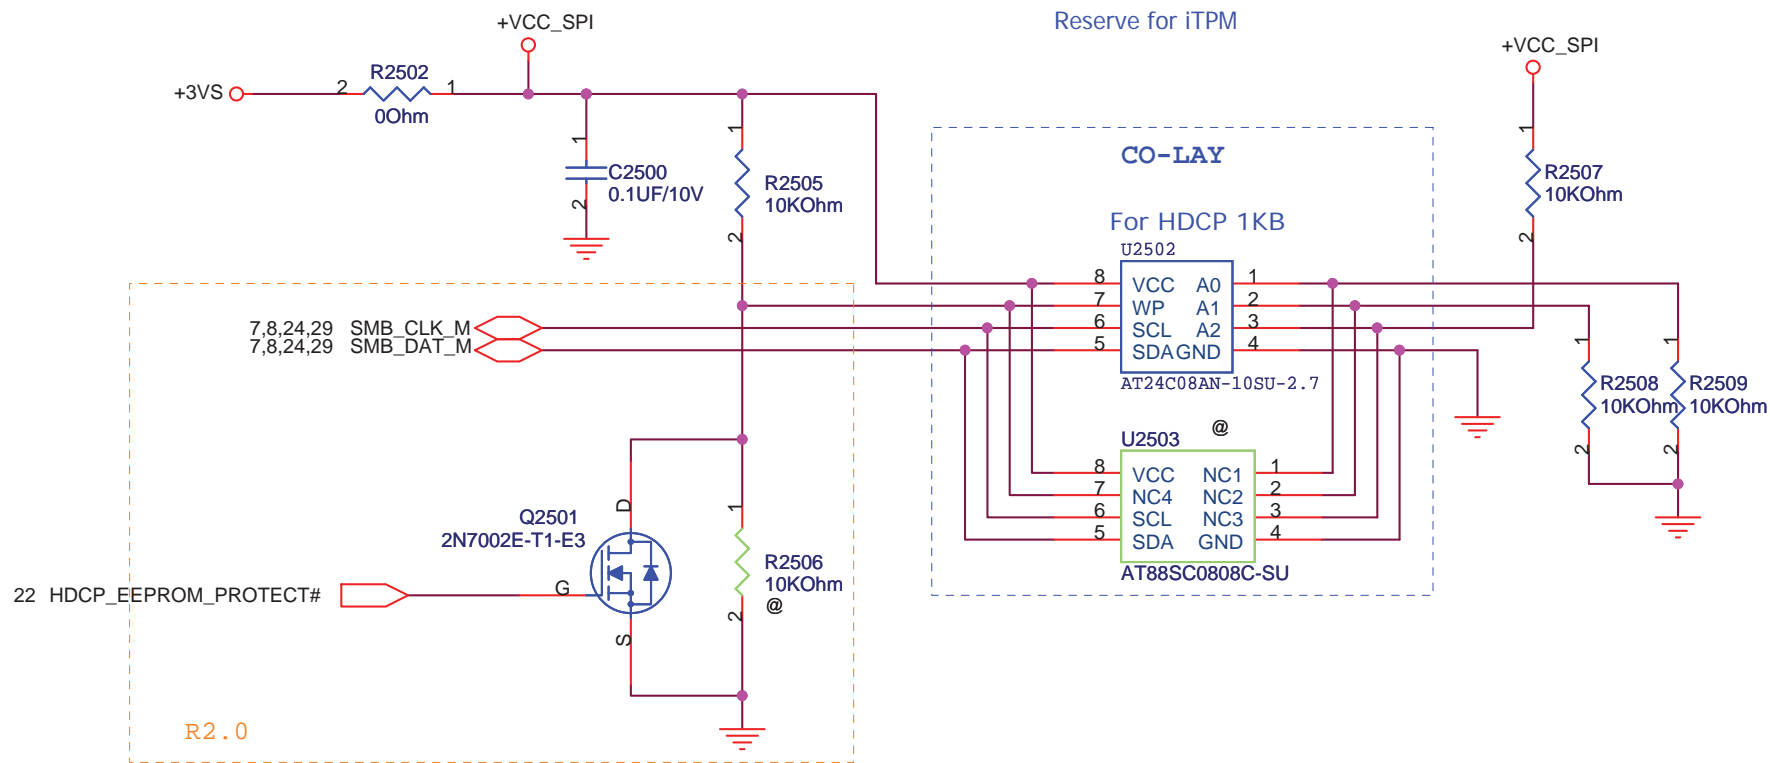 Reserve for iTPM
+VCC_SPI
+VCC_SPI
+3VS
2
R2502
1
0Ohm
1
C2500
0.1UF/10V
2
1
R2505
10KOhm
2
1
R2507
10KOhm
2
CO-LAY
For HDCP 1KB
U2502
8 VCC A0 1
7 WP A1 2
6 SCL A2 3
5 SDA GND 4
AT24C08AN-10SU-2.7
7,8,24,29 SMB_CLK_M
7,8,24,29 SMB_DAT_M
1
R2508
10KOhm
2
1
R2509
10KOhm
2
U2503 @
8 VCC NC1 1
7 NC4 NC2 2
6 SCL NC3 3
5 SDA GND 4
AT88SC0808C-SU
D
Q2501
2N7002E-T1-E3
G
S
1
R2506
10KOhm
@
2
22 HDCP_EEPROM_PROTECT#
R2.0